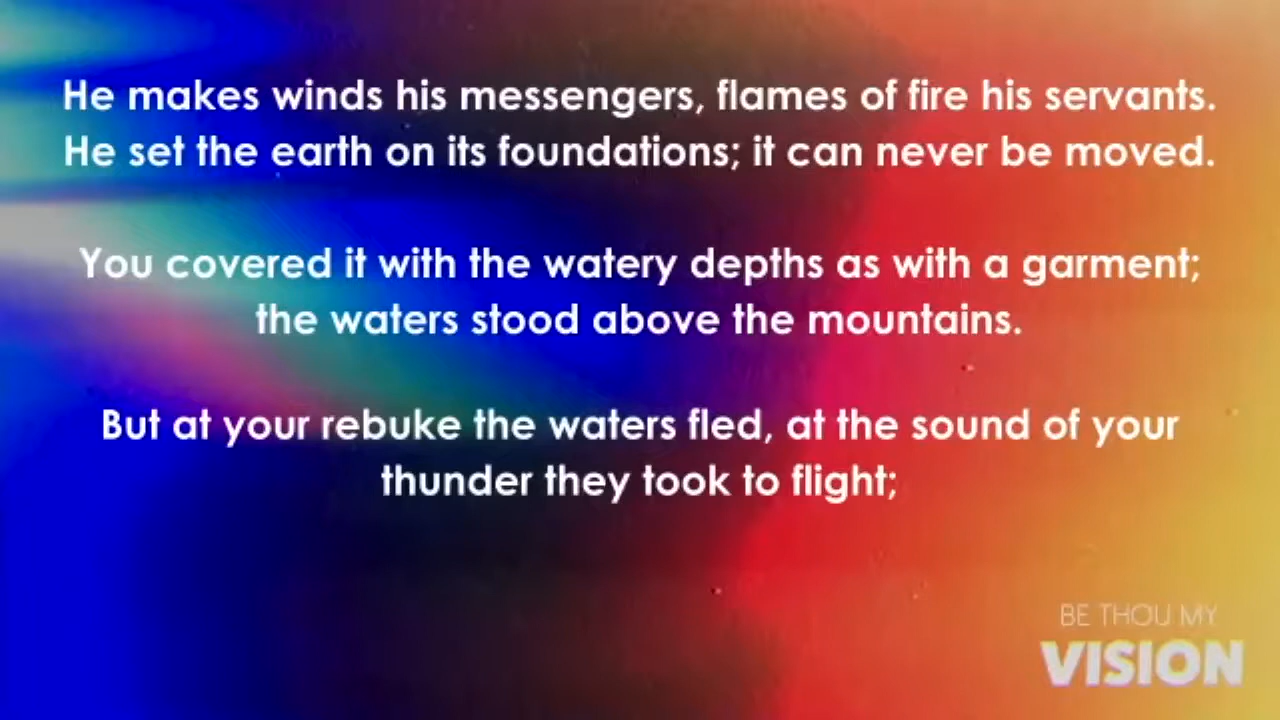 He makes winds his messengers, flames of fire his servants.
He set the earth on its foundations; it can never be moved.
You covered it with the watery depths as with a garment;
the waters stood above the mountains.
But at your rebuke the waters fled, at the sound of your
thunder they took to flight;
BE THOU MY
VISION